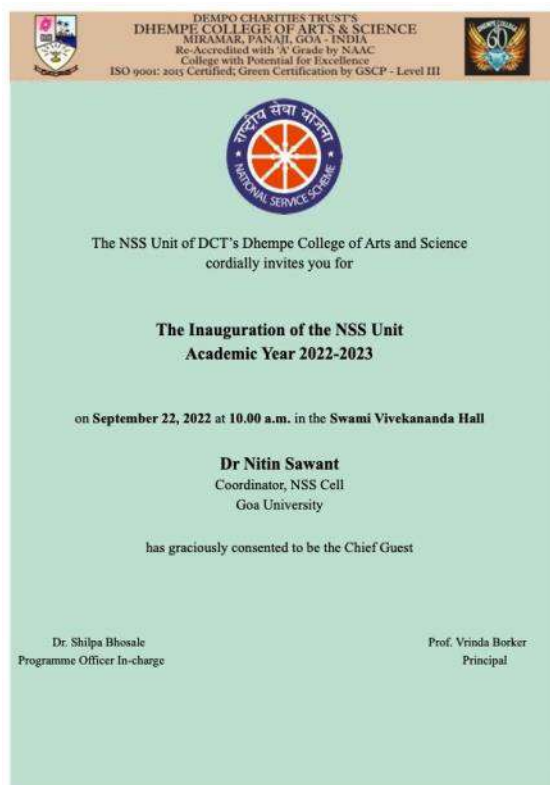 DEMPO CHARITIES TRUST'S
DHEMPE COLLEGE OF ARTS & SCIENCE
MIRAMAR, PANAJI, GOA - INDIA
Re-Accredited with 'A' Grade by NAAC
College with Potential for Excellence
ISO 9001: 2015 Certified; Green Certification by GSCP - Level III
DHEMPE COLLEGE
60
राष्ट्रीय सेवा योजना
NATIONAL SERVICE SCHEME
The NSS Unit of DCT's Dhempe College of Arts and Science
cordially invites you for
The Inauguration of the NSS Unit
Academic Year 2022-2023
on September 22, 2022 at 10.00 a.m. in the Swami Vivekananda Hall
Dr Nitin Sawant
Coordinator, NSS Cell
Goa University
has graciously consented to be the Chief Guest
Dr. Shilpa Bhosale
Programme Officer In-charge
Prof. Vrinda Borker
Principal